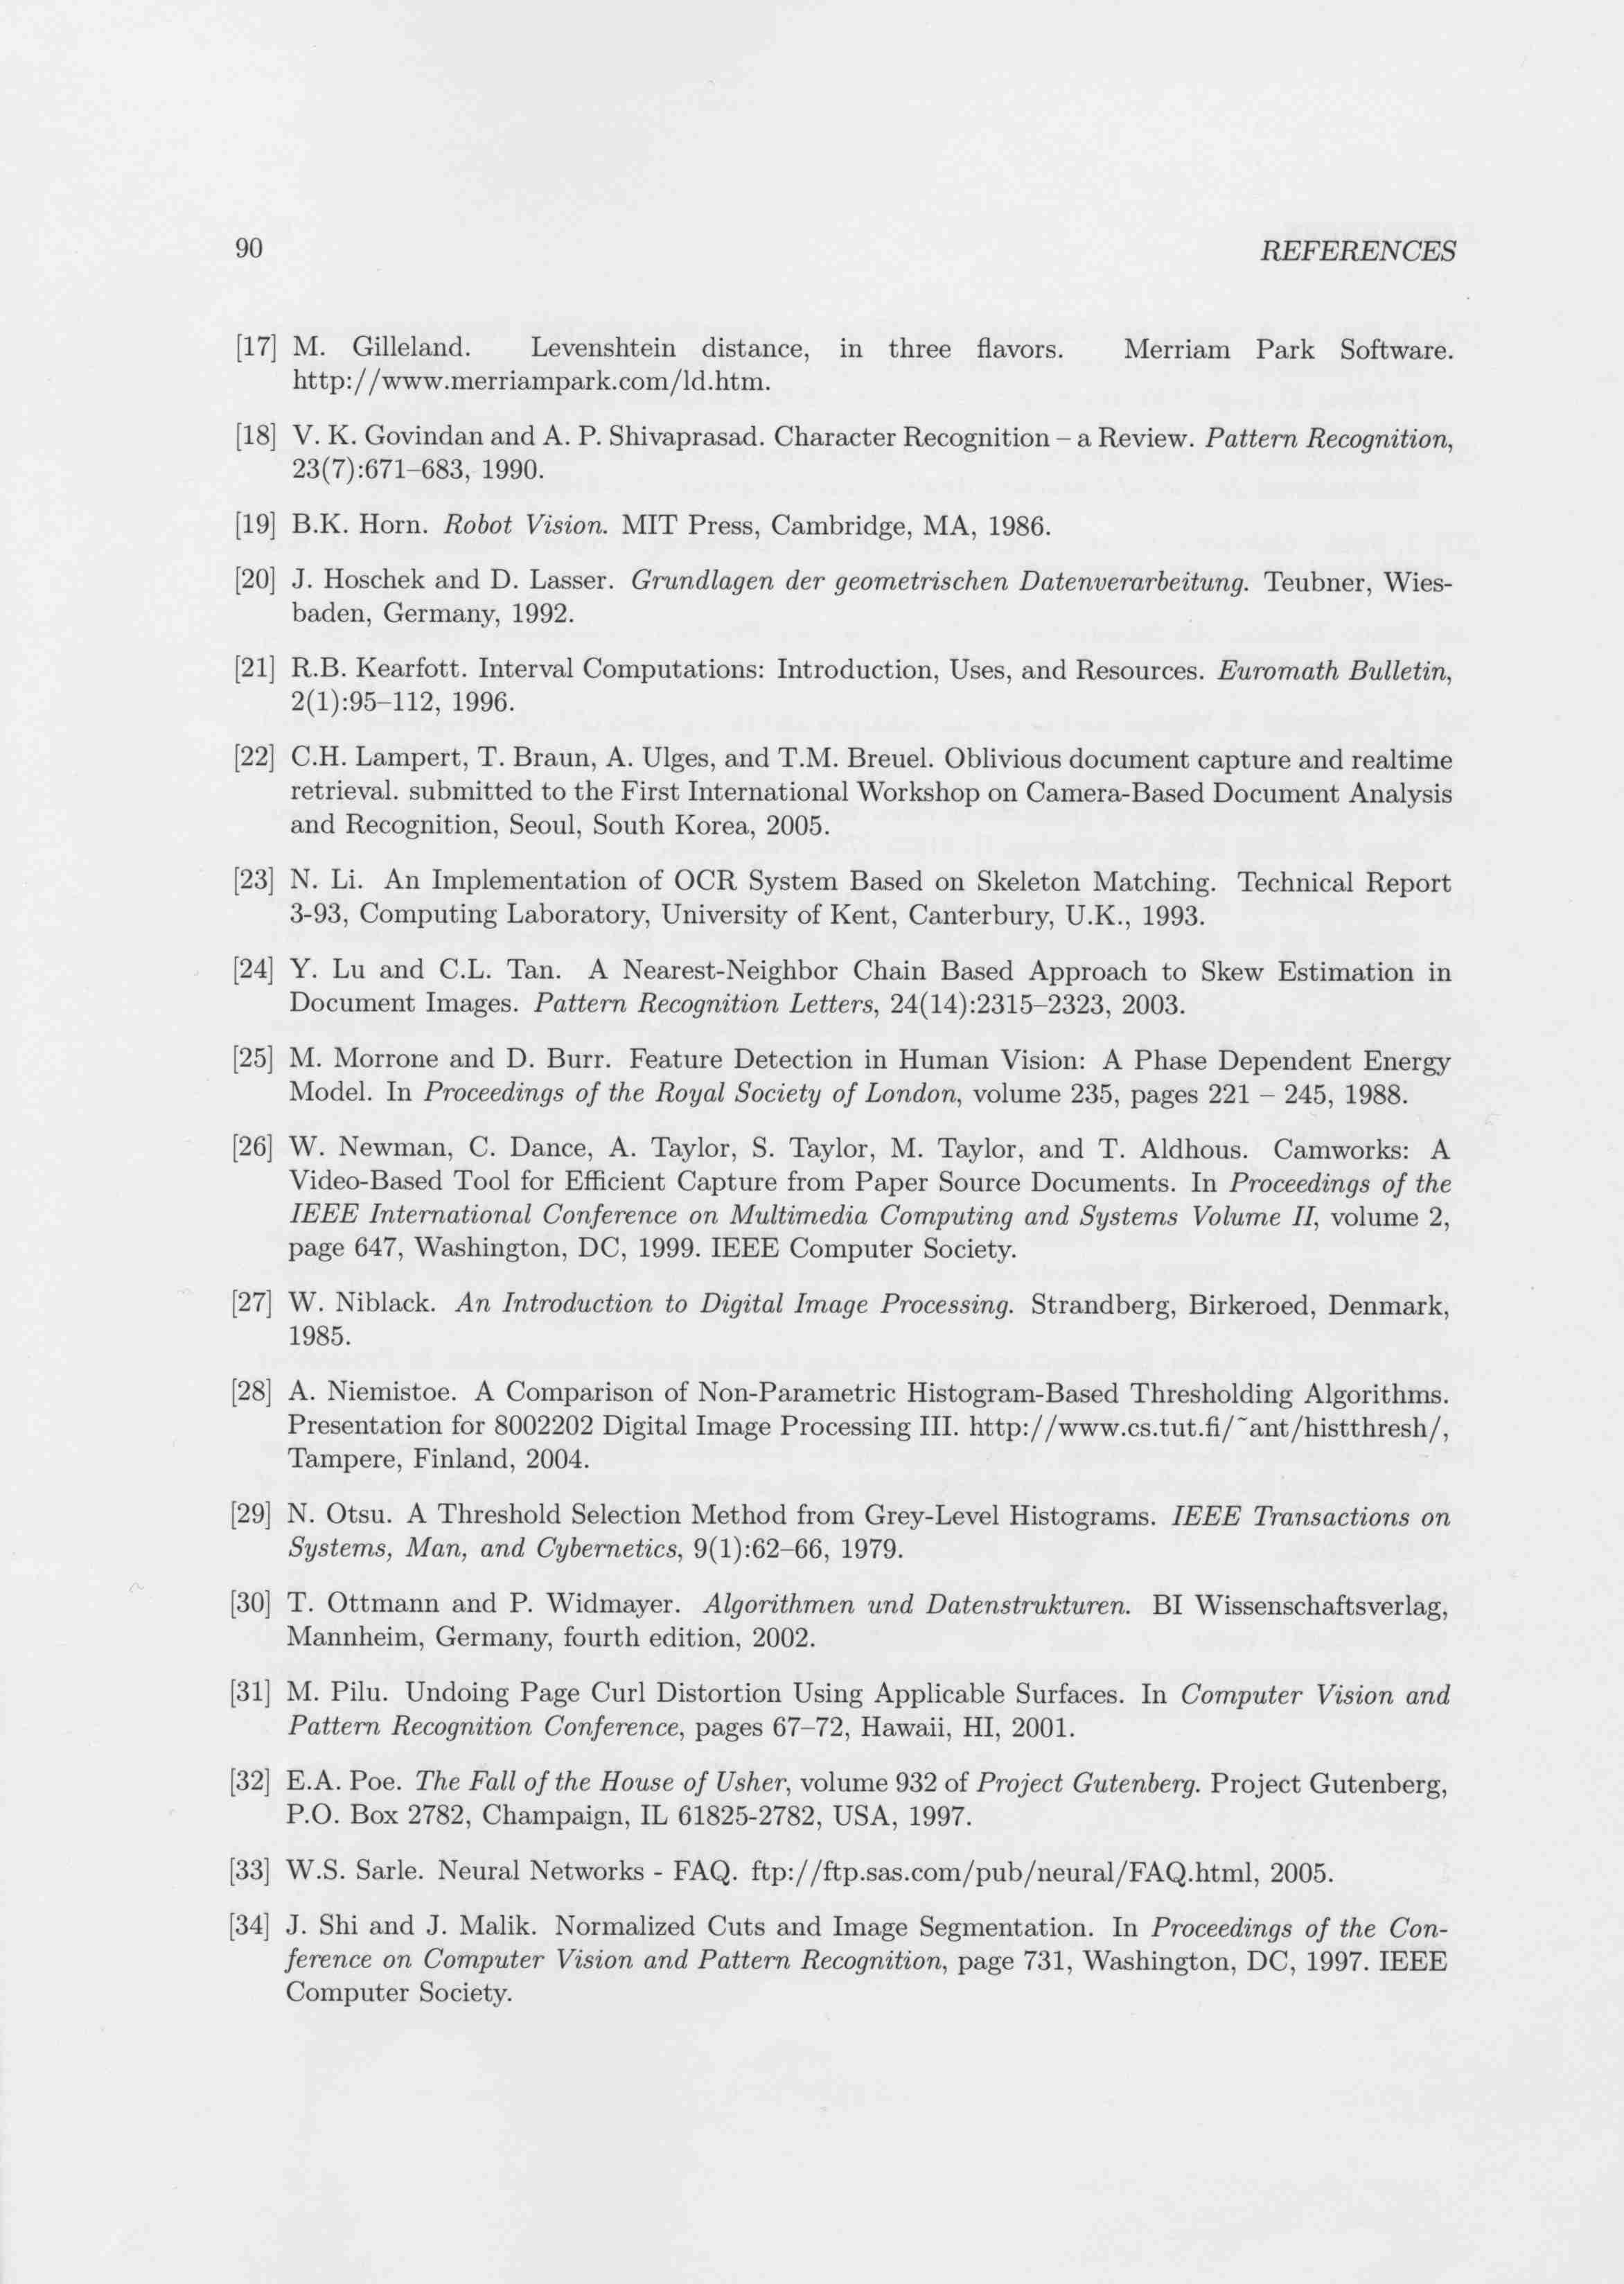 90 REFERENCES
[17] M. Gilleland. Levenshtein distance, in three flavors. Merriam Park Software.
http://www.merriampark.com/ld.htm.
[18] V. K. Govindan and A. P. Shivaprasad. Character Recognition – a Review. Pattern Recognition,
23(7):671–683, 1990.
[19] B.K. Horn. Robot Vision. MIT Press, Cambridge, MA, 1986.
[20] J. Hoschek and D. Lasser. Grundlagen der geometrischen Datenverarbeitung. Teubner, Wies-
baden, Germany, 1992.
[21] R.B. Kearfott. Interval Computations: Introduction, Uses, and Resources. Euromath Bulletin,
2(1):95–112, 1996.
[22] C.H. Lampert, T. Braun, A. Ulges, and T.M. Breuel. Oblivious document capture and realtime
retrieval. submitted to the First International Workshop on Camera-Based Document Analysis
and Recognition, Seoul, South Korea, 2005.
[23] N. Li. An Implementation of OCR System Based on Skeleton Matching. Technical Report
3-93, Computing Laboratory, University of Kent, Canterbury, U.K., 1993.
[24] Y. Lu and C.L. Tan. A Nearest-Neighbor Chain Based Approach to Skew Estimation in
Document Images. Pattern Recognition Letters, 24(14):2315–2323, 2003.
[25] M. Morrone and D. Burr. Feature Detection in Human Vision: A Phase Dependent Energy
Model. In Proceedings of the Royal Society of London, volume 235, pages 221 – 245, 1988.
[26] W. Newman, C. Dance, A. Taylor, S. Taylor, M. Taylor, and T. Aldhous. Camworks: A
Video-Based Tool for Efficient Capture from Paper Source Documents. In Proceedings of the
IEEE International Conference on Multimedia Computing and Systems Volume II, volume 2,
page 647, Washington, DC, 1999. IEEE Computer Society.
[27] W. Niblack. An Introduction to Digital Image Processing. Strandberg, Birkeroed, Denmark,
1985.
[28] A. Niemistoe. A Comparison of Non-Parametric Histogram-Based Thresholding Algorithms.
Presentation for 8002202 Digital Image Processing III. http://www.cs.tut.fi/~ant/histthresh/,
Tampere, Finland, 2004.
[29] N. Otsu. A Threshold Selection Method from Grey-Level Histograms. IEEE Transactions on
Systems, Man, and Cybernetics, 9(1):62–66, 1979.
[30] T. Ottmann and P. Widmayer. Algorithmen und Datenstrukturen. BI Wissenschaftsverlag,
Mannheim, Germany, fourth edition, 2002.
[31] M. Pilu. Undoing Page Curl Distortion Using Applicable Surfaces. In Computer Vision and
Pattern Recognition Conference, pages 67–72, Hawaii, HI, 2001.
[32] E.A. Poe. The Fall of the House of Usher, volume 932 of Project Gutenberg. Project Gutenberg,
P.O. Box 2782, Champaign, IL 61825-2782, USA, 1997.
[33] W.S. Sarle. Neural Networks - FAQ. ftp://ftp.sas.com/pub/neural/FAQ.html, 2005.
[34] J. Shi and J. Malik. Normalized Cuts and Image Segmentation. In Proceedings of the Con-
ference on Computer Vision and Pattern Recognition, page 731, Washington, DC, 1997. IEEE
Computer Society.